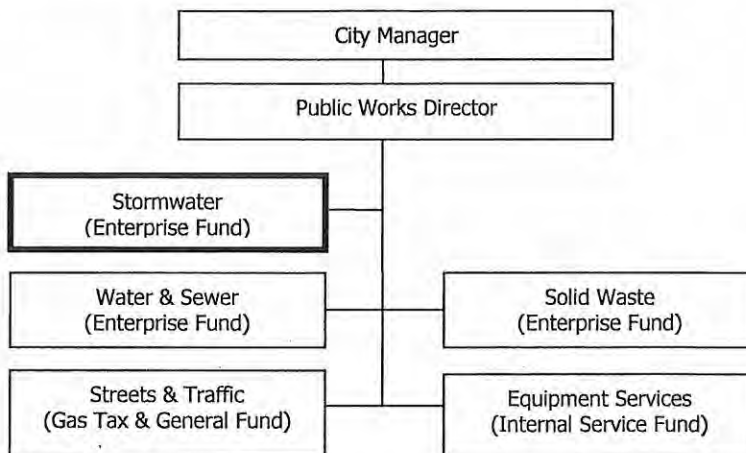 City Manager
Public Works Director
Stormwater
(Enterprise Fund)
Water & Sewer
(Enterprise Fund)
Solid Waste
(Enterprise Fund)
Streets & Traffic
(Gas Tax & General Fund)
Equipment Services
(Internal Service Fund)